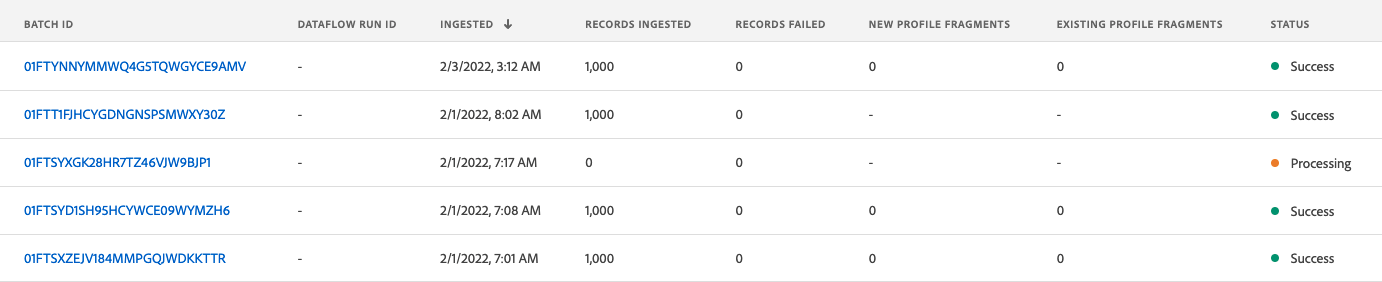 BATCH ID DATAFLOW RUN ID INGESTED ↓ RECORDS INGESTED RECORDS FAILED NEW PROFILE FRAGMENTS EXISTING PROFILE FRAGMENTS STATUS
01FTYNNYMMWQ4GSTQWGYCE9AMV - 2/3/2022, 3:12 AM 1,000 0 0 0 Success
01FTT1FJHCYGDNGNSPSMWXY30Z - 2/1/2022, 8:02 AM 1,000 0 - - Success
01FTSYXGK28HR7TZ46VJW9BJP1 - 2/1/2022, 7:17 AM 0 0 - - Processing
01FTSYD1SH95HCYWCE09WYMZH6 - 2/1/2022, 7:08 AM 1,000 0 0 0 Success
01FTSXZEJV184MMPGQJWDKKTTR - 2/1/2022, 7:01 AM 1,000 0 0 0 Success